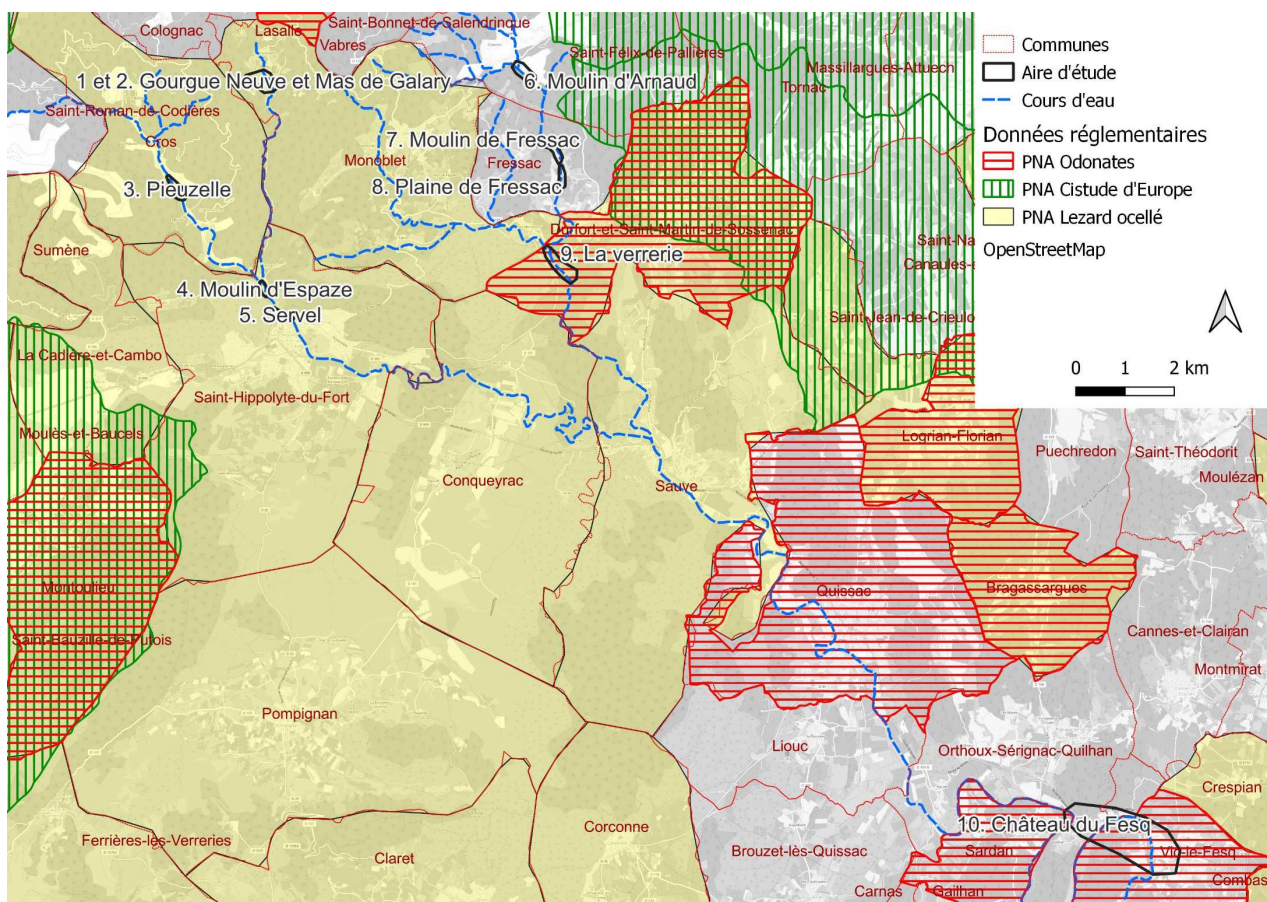 Colognac
Lasalle
Saint-Bonnet-de-Salendrinque
Vabres
Saint-Félix-de-Pallières
Massillargues-Attuech
Tornac
1 et 2. Gourgue Neuve et Mas de Galary
6. Moulin d'Arnaud
Saint-Roman-de-Codières
Cros
7. Moulin de Fressac
Monoblet
Fressac
3. Pieuzelle
8. Plaine de Fressac
Durfort-et-Saint-Martin-de-Sossenac
Sumène
9. La verrerie
4. Moulin d'Espaze
5. Servel
Saint-Jean-de-Crieulo
La Cadière-et-Cambo
Saint-Hippolyte-du-Fort
Moulès-et-Baucels
Logrian-Florian
Puechredon
Saint-Théodorit
Moulézan
Conqueyrac
Sauve
Montoulieu
Quissac
Bragassargues
Saint-Bauzille-de-Putois
Cannes-et-Clairan
Montmirat
Pompignan
Liouc
Orthoux-Sérignac-Quilhan
Crespian
Corconne
10. Château du Fesq
Ferrières-les-Verreries
Claret
Brouzet-lès-Quissac
Sardan
Vic-le-Fesq
Carnas
Gailhan
Combas
Communes
Aire d'étude
Cours d'eau
Données réglementaires
PNA Odonates
PNA Cistude d'Europe
PNA Lezard ocellé
OpenStreetMap
0 1 2 km